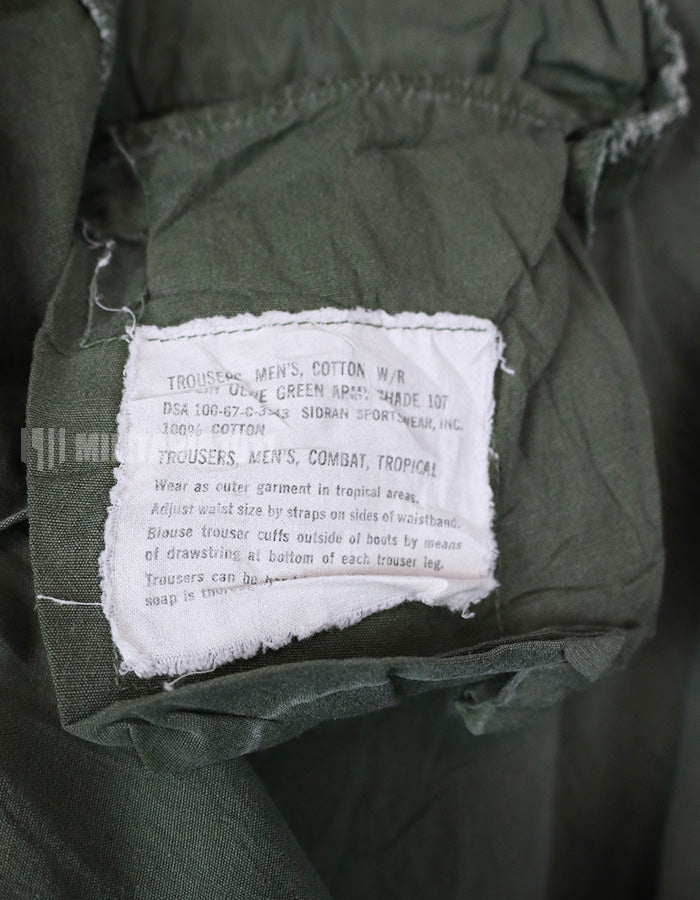 TROUSERS, MEN'S, COTTON W/R
OLIVE GREEN ARMY SHADE 107
DSA 100-67-C- SIDRAN SPORTSWEAR, INC.
100% COTTON
TROUSERS, MEN'S, COMBAT, TROPICAL
Wear as outer garment in tropical areas.
Adjust waist size by straps on sides of waistband.
Blouse trouser cuffs outside of boots by means
of drawstring at bottom of each trouser leg.
Trousers can be
soap is